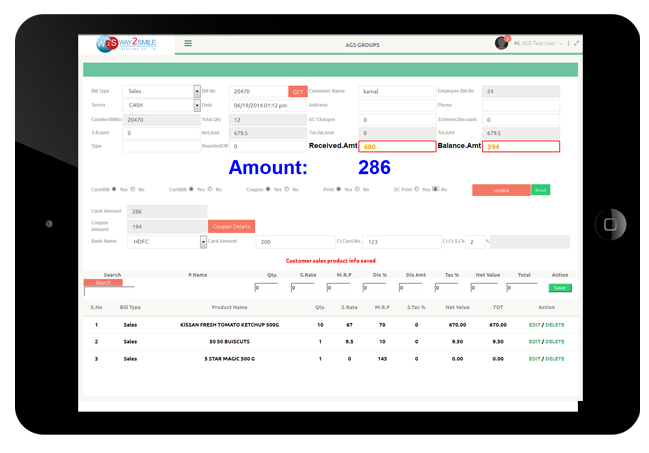 W2S WAY2SMILE
AGS GROUPS
Hi, AGS Test User
Bill Type Sales Bill No 20470 GET Customer Name kamal Employee Bill No 24
Terms CASH Date 06/19/2014 01:12 pm Address Phone
CounterBillNo 20470 Total.Qty 12 AC Charges 0 Scheme.Discount 0
S.R.Amt 0 Net.Amt 679.5 Tot.Vat.Amt 0 Tot.Amt 679.5
Type RoundedOff 0 Received.Amt 680 Balance.Amt 394
Amount: 286
CashBill Yes No CardBill Yes No Coupon Yes No Print Yes No DC Print Yes No Update Print
Cash Amount 286
Coupon Amount 194 Coupon Details
Bank Name HDFC Card Amount 200 Cr.Card No. 123 Cr.Cr.S.Ch 2 %
Customer sales product info saved
Search P.Name Qty. S.Rate M.R.P Dis % Dis Amt Tax % Net Value Total Action
Search 0 0 0 0 0 0 0 0 Save
S.No Bill Type Product Name Qty. S.Rate M.R.P S.Tax % Net Value TOT Action
1 Sales KISSAN FRESH TOMATO KETCHUP 500G 10 67 70 0 670.00 670.00 EDIT / DELETE
2 Sales 50 50 BUISCUTS 1 9.5 10 0 9.50 9.50 EDIT / DELETE
3 Sales 5 STAR MAGIC 500 G 1 0 143 0 0.00 0.00 EDIT / DELETE